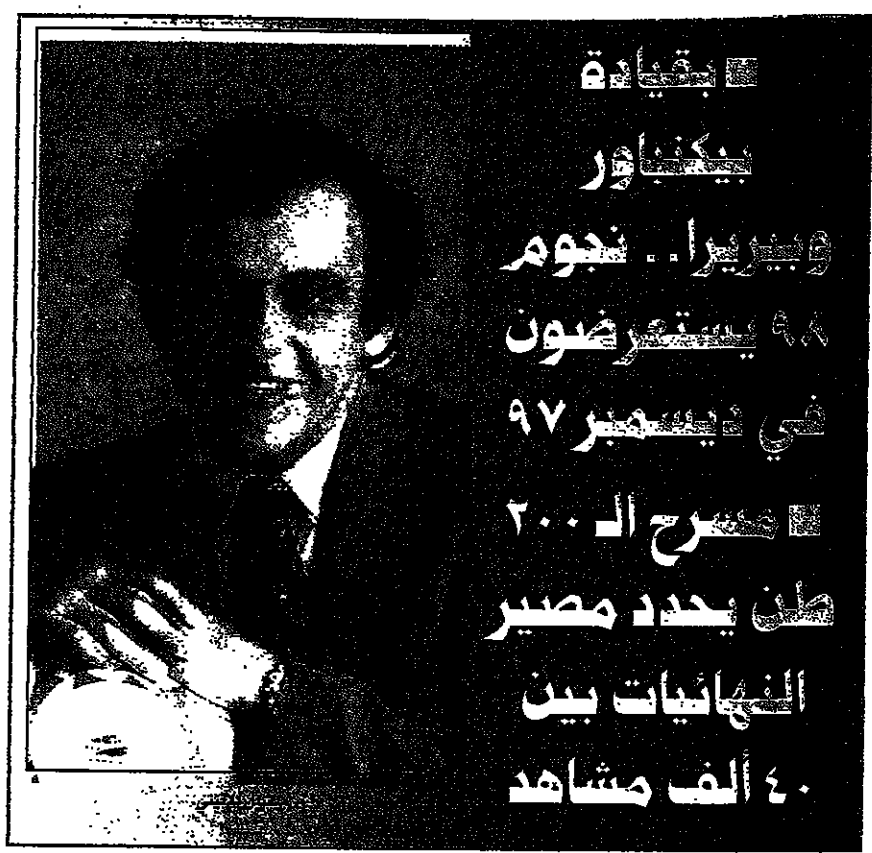 ■ بقيادة
بيكنباور
وبيريرا.. نجوم
٩٨ يستعرضون
في ديسمبر ٩٧
■ مسرح الـ ٢٠٠
طن يحدد مصير
النهائيات بين
٤٠ ألف مشاهد